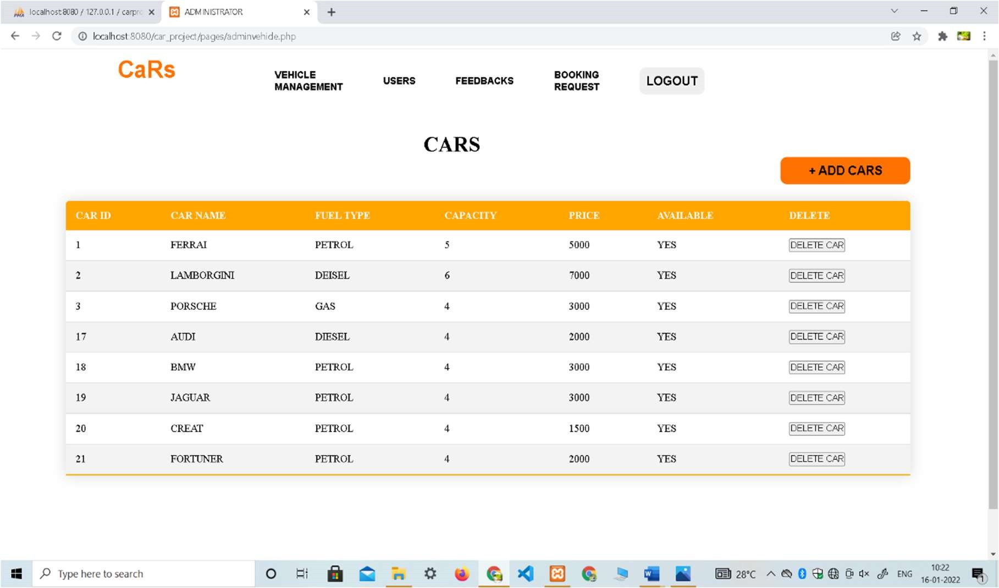 localhost:8080 / 127.0.0.1 / carpro
ADMINISTRATOR
localhost:8080/car_project/pages/adminvehicle.php
CaRs
VEHICLE
MANAGEMENT
USERS
FEEDBACKS
BOOKING
REQUEST
LOGOUT
CARS
+ ADD CARS
CAR ID CAR NAME FUEL TYPE CAPACITY PRICE AVAILABLE DELETE
1 FERRAI PETROL 5 5000 YES DELETE CAR
2 LAMBORGINI DEISEL 6 7000 YES DELETE CAR
3 PORSCHE GAS 4 3000 YES DELETE CAR
17 AUDI DIESEL 4 2000 YES DELETE CAR
18 BMW PETROL 4 3000 YES DELETE CAR
19 JAGUAR PETROL 4 3000 YES DELETE CAR
20 CREAT PETROL 4 1500 YES DELETE CAR
21 FORTUNER PETROL 4 2000 YES DELETE CAR
Type here to search
28°C
ENG
10:22
16-01-2022
1